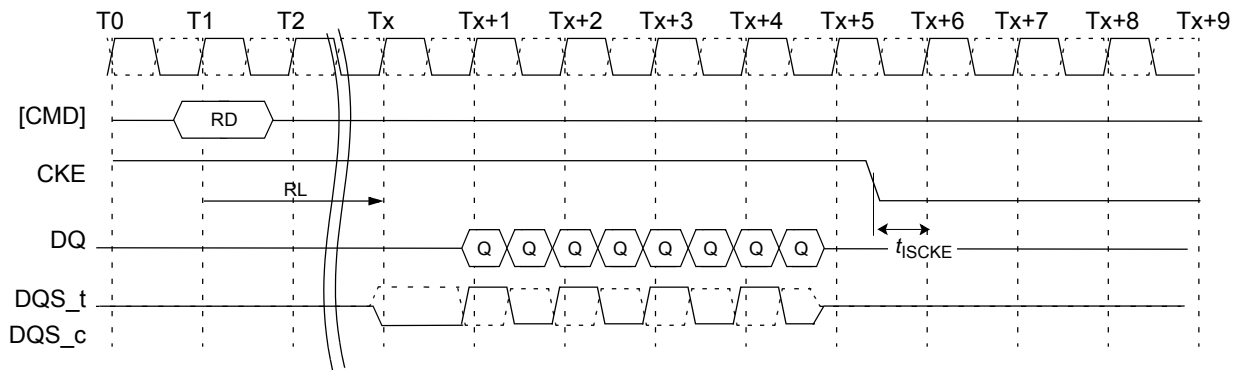 T0 T1 T2 Tx Tx+1 Tx+2 Tx+3 Tx+4 Tx+5 Tx+6 Tx+7 Tx+8 Tx+9
[CMD] RD
CKE
RL
DQ Q Q Q Q Q Q Q Q tISCKE
DQS_t
DQS_c